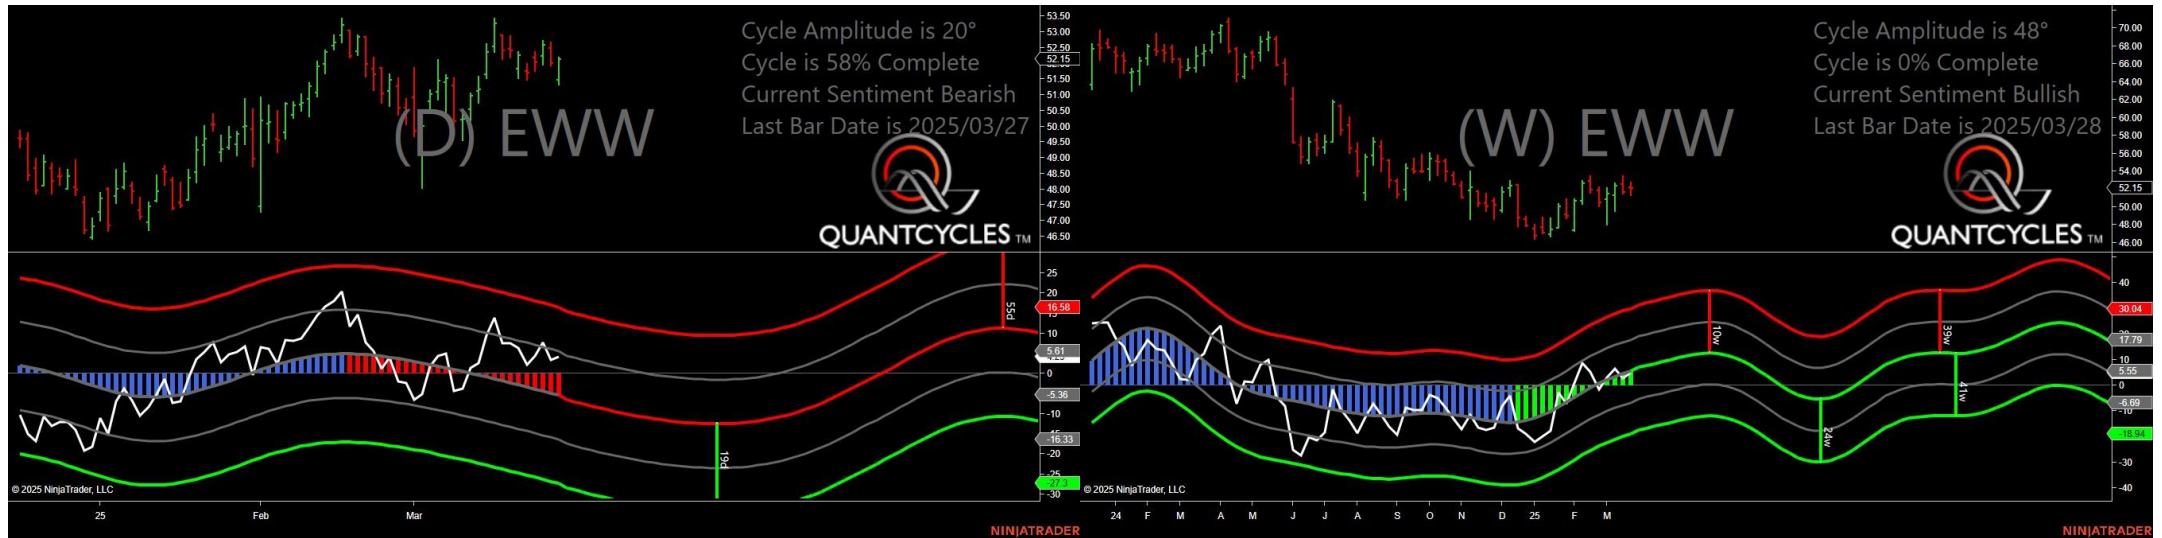 Cycle Amplitude is 20°
Cycle is 58% Complete
Current Sentiment Bearish
Last Bar Date is 2025/03/27
(D) EWW
QUANTCYCLES TM
53.50
53.00
52.50
52.15
51.50
51.00
50.50
50.00
49.50
49.00
48.50
48.00
47.50
47.00
46.50
25
20
16.58
10
5.61
0
-5.36
-10
-16.33
-20
-25
-27.3
-30
55d
19d
© 2025 NinjaTrader, LLC
25 Feb Mar
NINJATRADER
Cycle Amplitude is 48°
Cycle is 0% Complete
Current Sentiment Bullish
Last Bar Date is 2025/03/28
(W) EWW
QUANTCYCLES TM
70.00
68.00
66.00
64.00
62.00
60.00
58.00
56.00
54.00
52.15
50.00
48.00
46.00
40
30.04
17.79
10
5.55
0
-6.69
-18.94
-30
-40
10w
39w
24w
41w
© 2025 NinjaTrader, LLC
24 F M A M J J A S O N D 25 F M
NINJATRADER